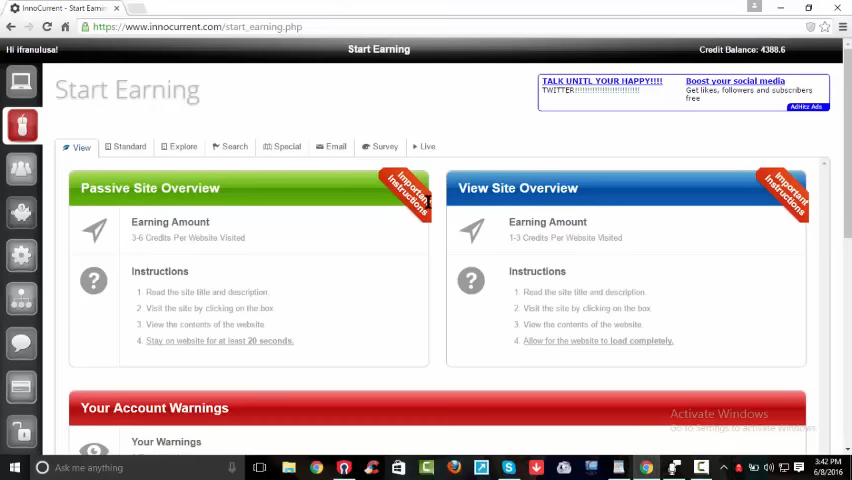 InnoCurrent - Start Earnin
https://www.innocurrent.com/start_earning.php
Hi ifranulusa!
Start Earning
Credit Balance: 4388.6
Start Earning
TALK UNITL YOUR HAPPY!!!!
TWITTER!!!!!!!!!!!!!!!!!!!!!!!!!!!!!
Boost your social media
Get likes, followers and subscribers
free
AdHitz Ads
View
Standard
Explore
Search
Special
Email
Survey
Live
Passive Site Overview
Important
Instructions
Earning Amount
3-6 Credits Per Website Visited
Instructions
1. Read the site title and description.
2. Visit the site by clicking on the box
3. View the contents of the website.
4. Stay on website for at least 20 seconds.
View Site Overview
Important
Instructions
Earning Amount
1-3 Credits Per Website Visited
Instructions
1. Read the site title and description.
2. Visit the site by clicking on the box
3. View the contents of the website.
4. Allow for the website to load completely.
Your Account Warnings
Your Warnings
Activate Windows
Go to Settings to activate Windows.
Ask me anything
3:42 PM
6/8/2016